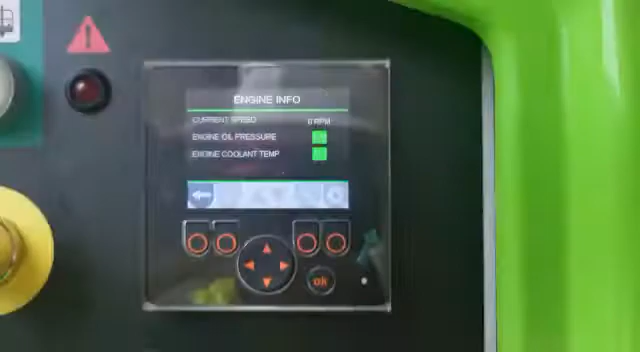 ENGINE INFO
CURRENT SPEED 0 RPM
ENGINE OIL PRESSURE
ENGINE COOLANT TEMP
ok